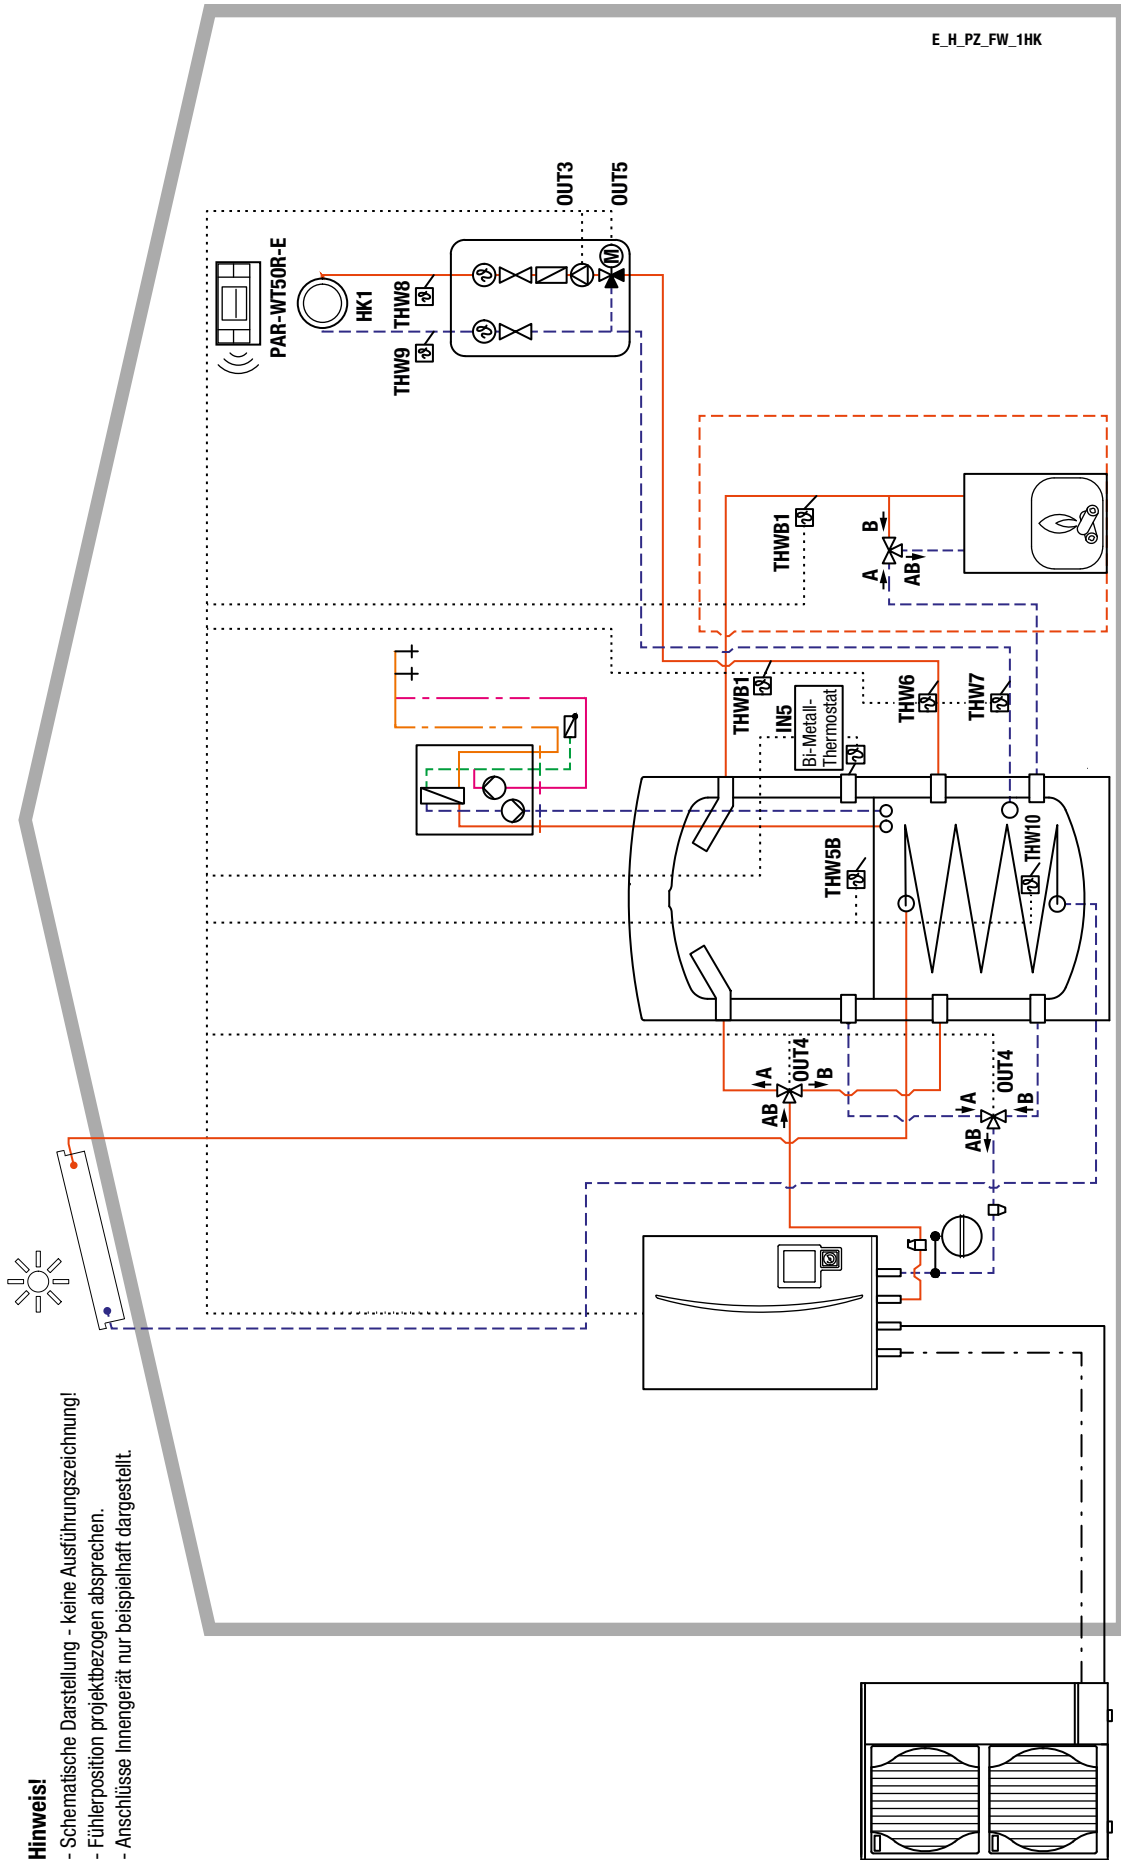 E_H_PZ_FW_1HK
Hinweis!
- Schematische Darstellung - keine Ausführungszeichnung!
- Fühlerposition projektbezogen absprechen.
- Anschlüsse Innengerät nur beispielhaft dargestellt.
PAR-WT50R-E
HK1
THW8
THW9
OUT3
OUT5
M
THWB1
A
B
AB
THWB1
IN5
Bi-Metall-
Thermostat
THW6
THW7
THW5B
THW10
A
OUT4
B
AB
A
OUT4
B
AB